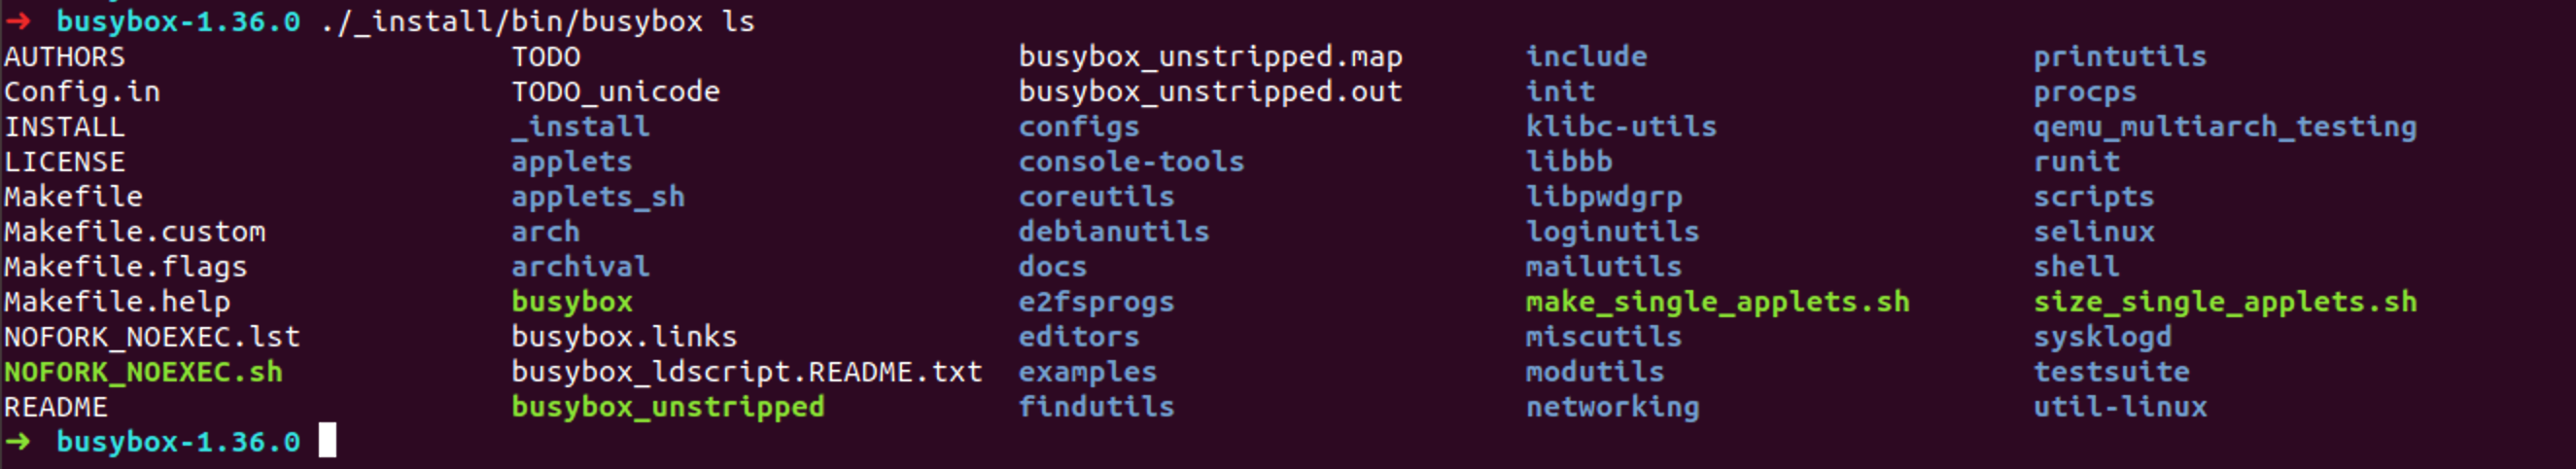 ➜ busybox-1.36.0 ./_install/bin/busybox ls
AUTHORS TODO busybox_unstripped.map include printutils
Config.in TODO_unicode busybox_unstripped.out init procps
INSTALL _install configs klibc-utils qemu_multiarch_testing
LICENSE applets console-tools libbb runit
Makefile applets_sh coreutils libpwdgrp scripts
Makefile.custom arch debianutils loginutils selinux
Makefile.flags archival docs mailutils shell
Makefile.help busybox e2fsprogs make_single_applets.sh size_single_applets.sh
NOFORK_NOEXEC.lst busybox.links editors miscutils sysklogd
NOFORK_NOEXEC.sh busybox_ldscript.README.txt examples modutils testsuite
README busybox_unstripped findutils networking util-linux
➜ busybox-1.36.0